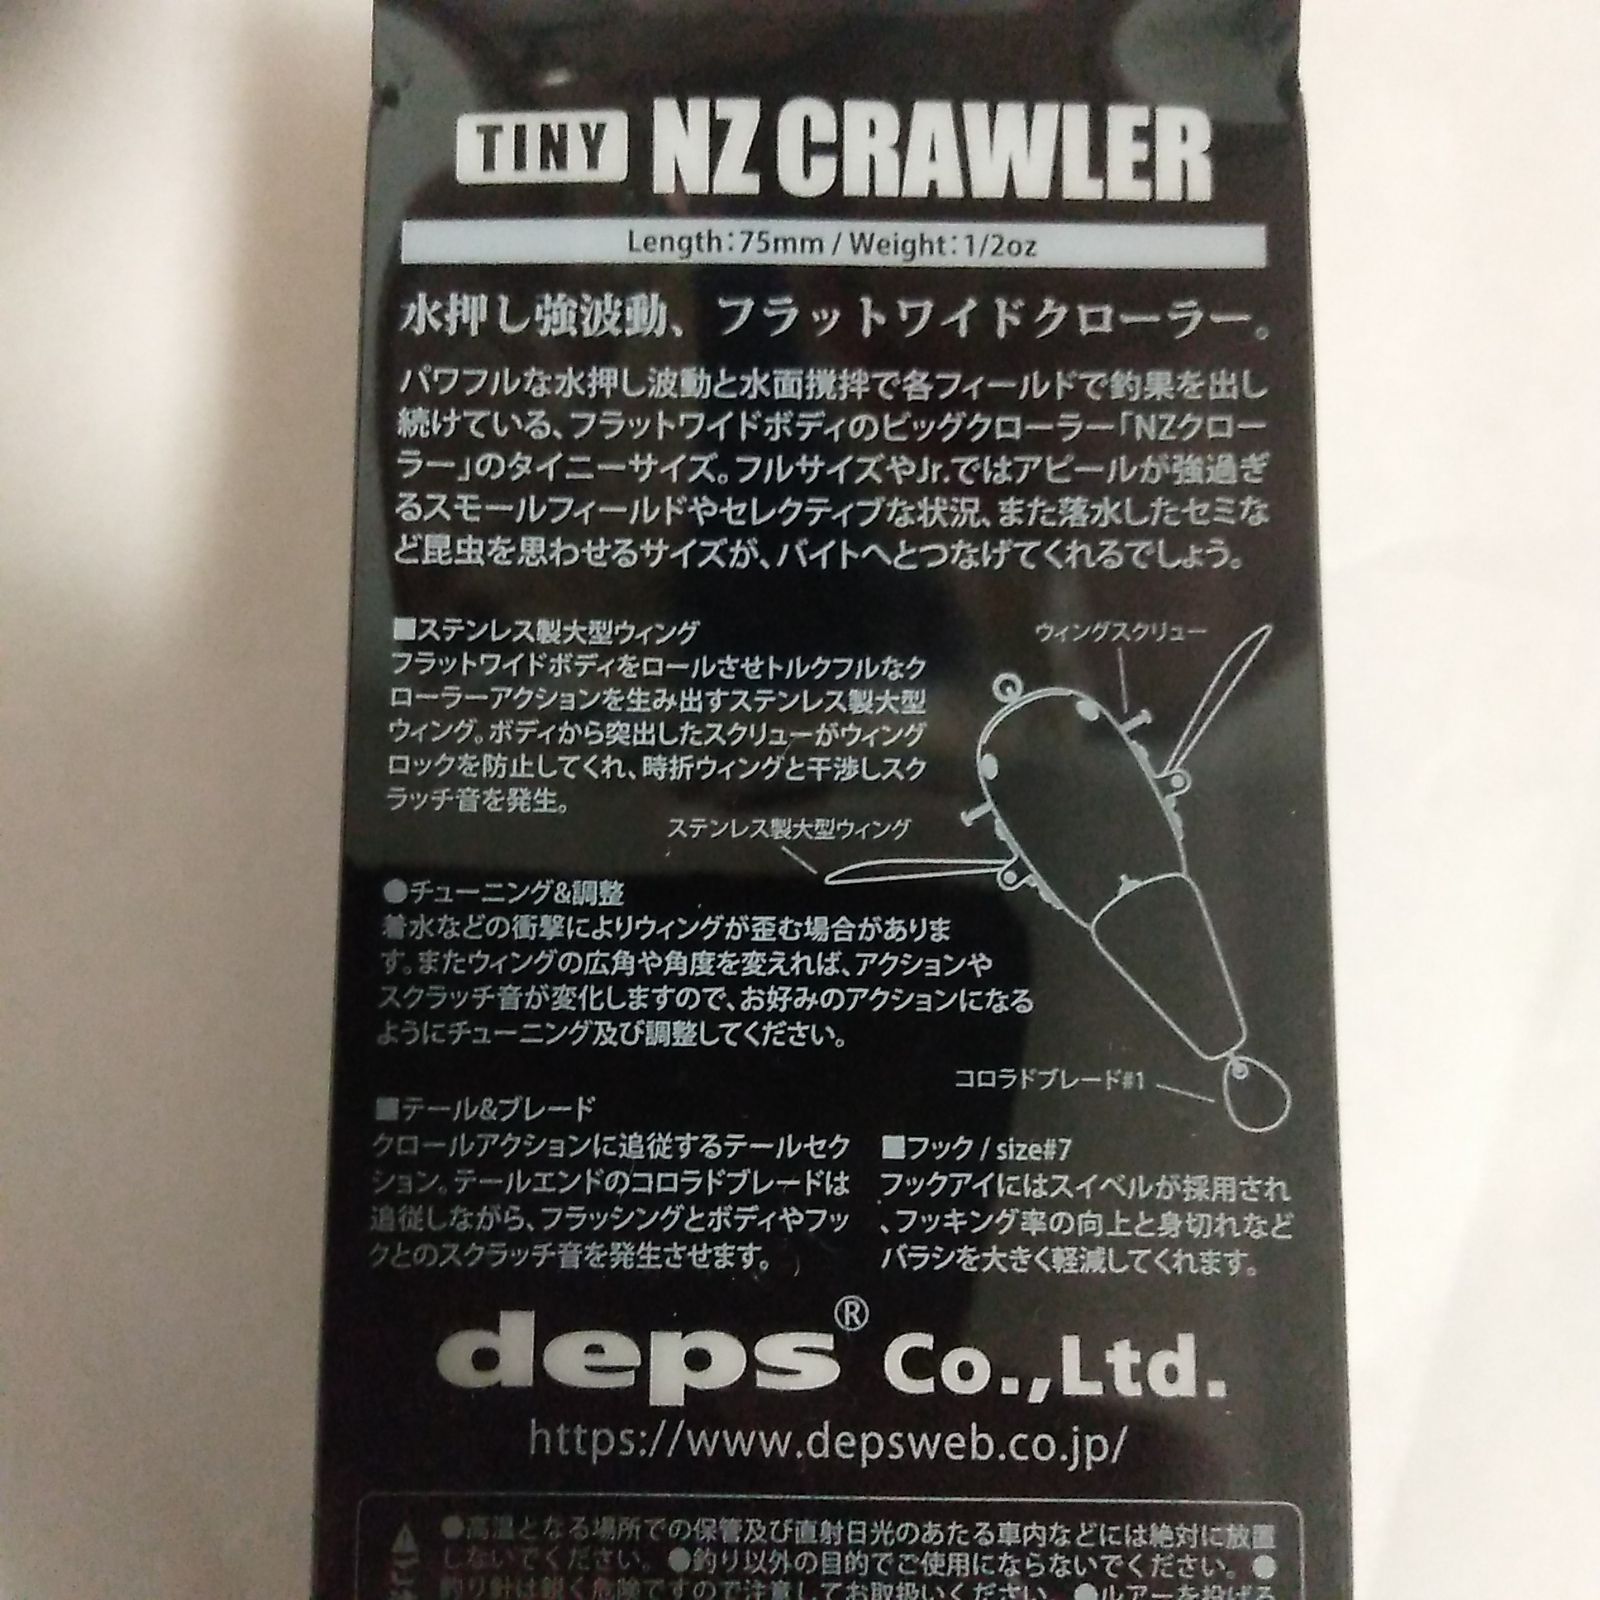 TINY NZ CRAWLER
Length:75mm / Weight:1/2oz
水押し強波動、フラットワイドクローラー。
パワフルな水押し波動と水面撹拌で各フィールドで釣果を出し
続けている、フラットワイドボディのビッグクローラー「NZクロー
ラー」のタイニーサイズ。フルサイズやJr.ではアピールが強過ぎ
るスモールフィールドやセレクティブな状況、また落水したセミな
ど昆虫を思わせるサイズが、バイトへとつなげてくれるでしょう。
■ステンレス製大型ウィング
フラットワイドボディをロールさせトルクフルなク
ローラーアクションを生み出すステンレス製大型
ウィング。ボディから突出したスクリューがウィング
ロックを防止してくれ、時折ウィングと干渉しスク
ラッチ音を発生。
ウィングスクリュー
ステンレス製大型ウィング
●チューニング&調整
着水などの衝撃によりウィングが歪む場合がありま
す。またウィングの広角や角度を変えれば、アクションや
スクラッチ音が変化しますので、お好みのアクションになる
ようにチューニング及び調整してください。
コロラドブレード#1
■テール&ブレード
クロールアクションに追従するテールセク
ション。テールエンドのコロラドブレードは
追従しながら、フラッシングとボディやフッ
クとのスクラッチ音を発生させます。
■フック / size#7
フックアイにはスイベルが採用され
、フッキング率の向上と身切れなど
バラシを大きく軽減してくれます。
deps® Co.,Ltd.
https://www.depsweb.co.jp/
●高温となる場所での保管及び直射日光のあたる車内などには絶対に放置
しないでください。●釣り以外の目的でご使用にならないでください。●
釣り針は鋭く危険ですので注意してお取扱いください。●ルアーを投げる